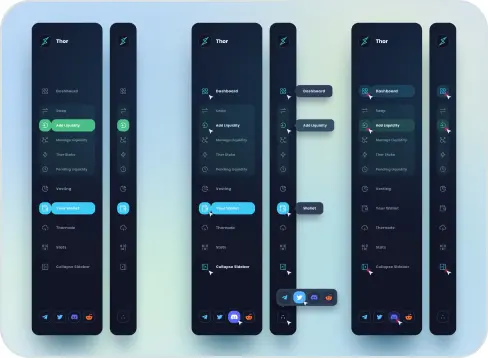 Thor
Dashboard
Swap
Add Liquidity
Manage Liquidity
Thor Stake
Pending Liquidity
Vesting
Your Wallet
Thornode
Stats
Collapse Sidebar
Thor
Dashboard
Dashboard
Swap
Add Liquidity
Add Liquidity
Manage Liquidity
Thor Stake
Pending Liquidity
Vesting
Your Wallet
Wallet
Thornode
Stats
Collapse Sidebar
Thor
Dashboard
Swap
Add Liquidity
Manage Liquidity
Thor Stake
Pending Liquidity
Vesting
Your Wallet
Thornode
Stats
Collapse Sidebar